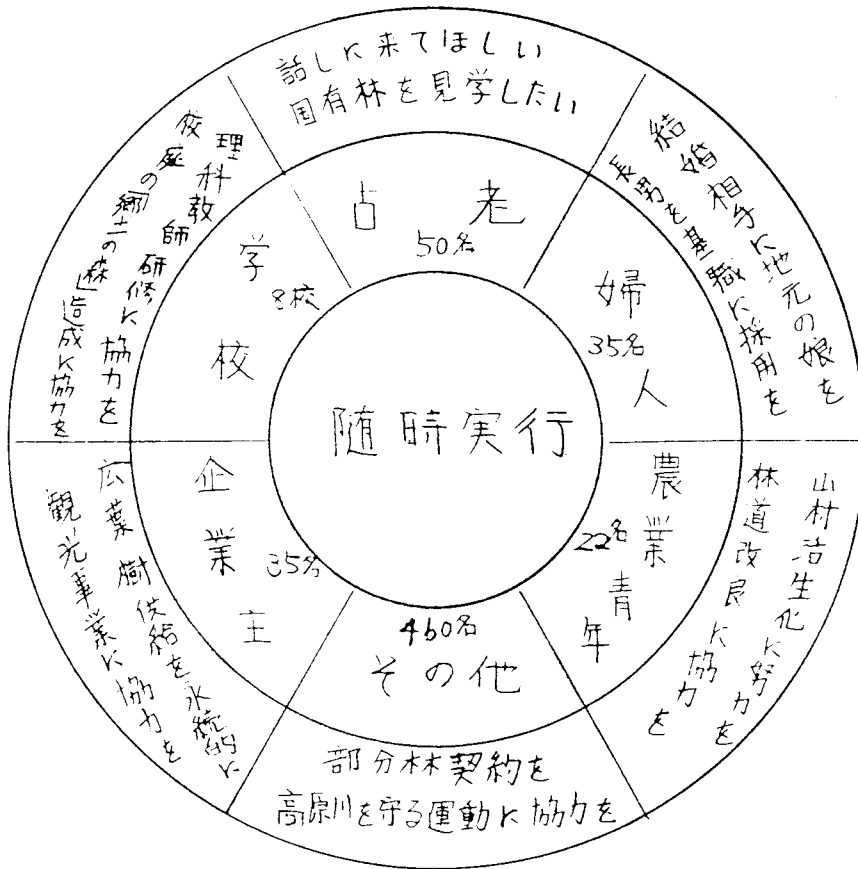 随時実行
古老
50名
話しに来てほしい
国有林を見学したい
婦人
35名
結婚相手に地元の娘を
長男を基職に採用を
農業青年
22名
山村活生化に努力を
林道改良に協力を
その他
460名
部分林契約を
高原川を守る運動に協力を
企業主
35名
広葉樹供給を永続的に
観光事業に協力を
学校
8校
理科教師研修に協力を
校庭の「郷土の森」造成に協力を